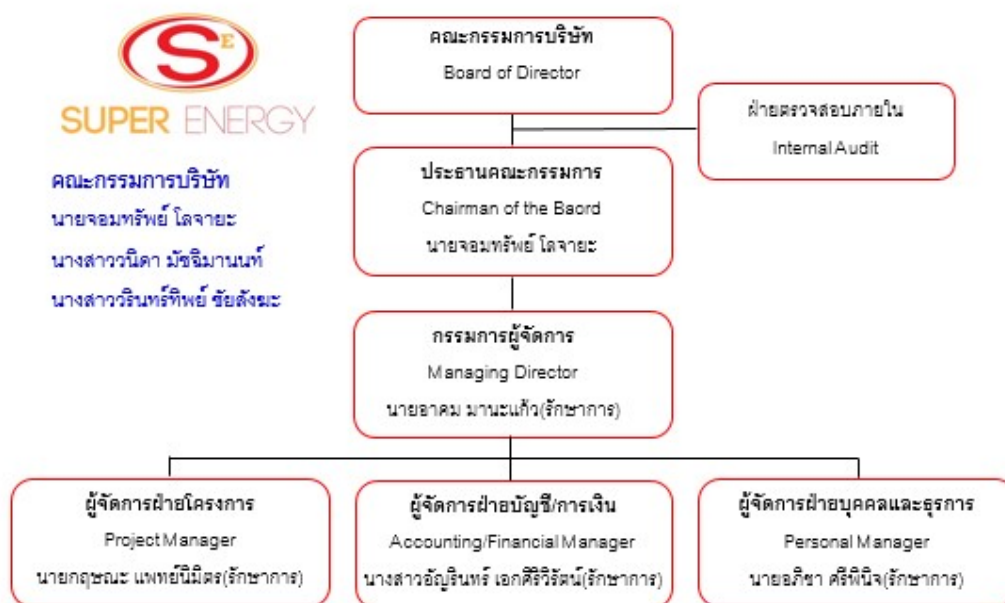 SE
SUPER ENERGY
คณะกรรมการบริษัท
นายจอมทรัพย์ โลจายะ
นางสาววนิดา มัชฉิมานนท์
นางสาววรินทร์ทิพย์ ชัยสังฆะ
คณะกรรมการบริษัท
Board of Director
ฝ่ายตรวจสอบภายใน
Internal Audit
ประธานคณะกรรมการ
Chairman of the Baord
นายจอมทรัพย์ โลจายะ
กรรมการผู้จัดการ
Managing Director
นายอาคม มานะแก้ว(รักษาการ)
ผู้จัดการฝ่ายโครงการ
Project Manager
นายกฤษณะ แพทย์นิมิตร(รักษาการ)
ผู้จัดการฝ่ายบัญชี/การเงิน
Accounting/Financial Manager
นางสาวอัญรินทร์ เอกศิริวิรัตน์(รักษาการ)
ผู้จัดการฝ่ายบุคคลและธุรการ
Personal Manager
นายอภิชา ศรีพินิจ(รักษาการ)